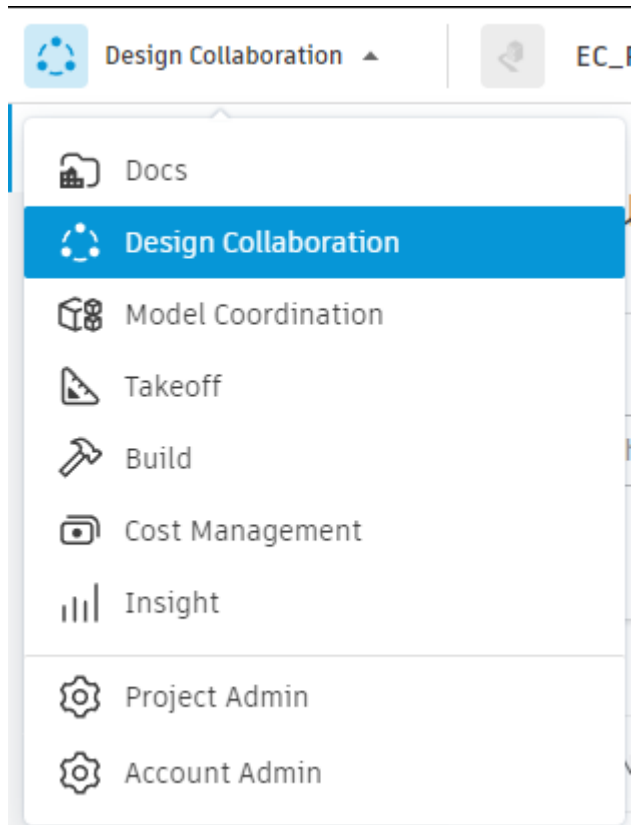 Design Collaboration
Docs
Design Collaboration
Model Coordination
Takeoff
Build
Cost Management
Insight
Project Admin
Account Admin